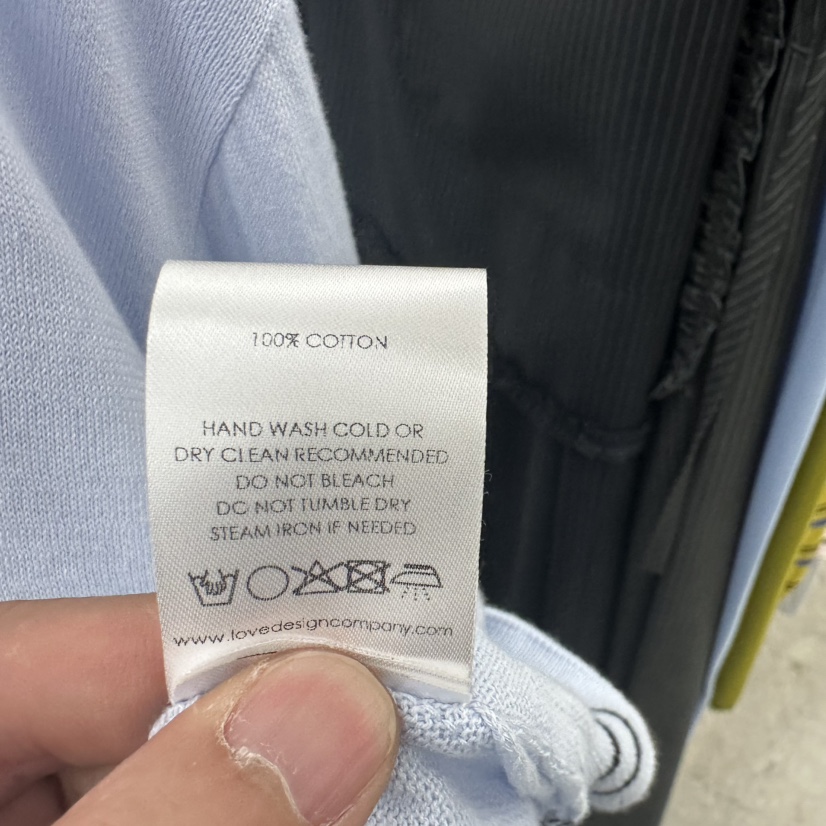 100% COTTON
HAND WASH COLD OR
DRY CLEAN RECOMMENDED
DO NOT BLEACH
DO NOT TUMBLE DRY
STEAM IRON IF NEEDED
www.lovedesigncompany.com